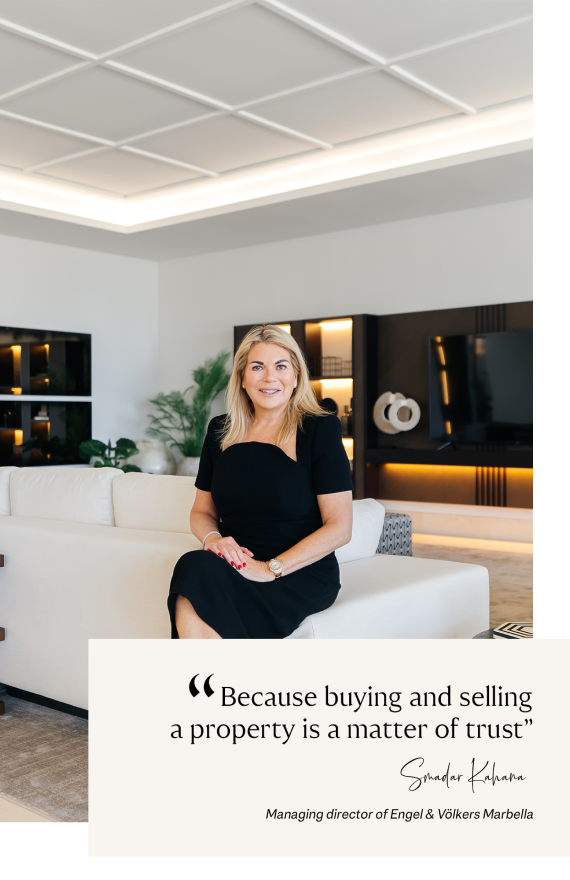 “Because buying and selling
a property is a matter of trust”
Smadar Kahana
Managing director of Engel & Völkers Marbella